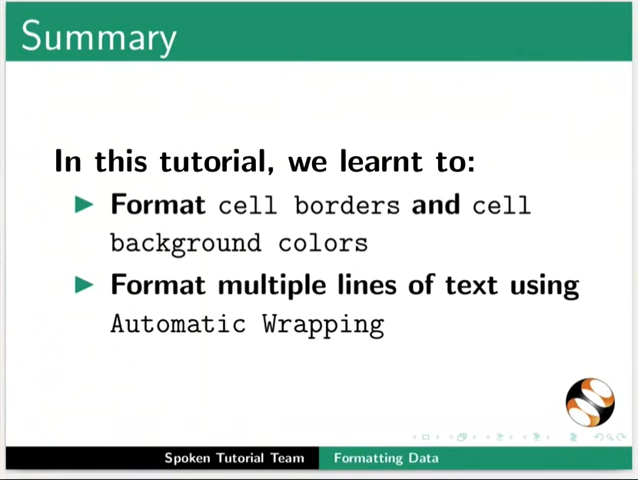 Summary
In this tutorial, we learnt to:
Format cell borders and cell
background colors
Format multiple lines of text using
Automatic Wrapping
Spoken Tutorial Team Formatting Data